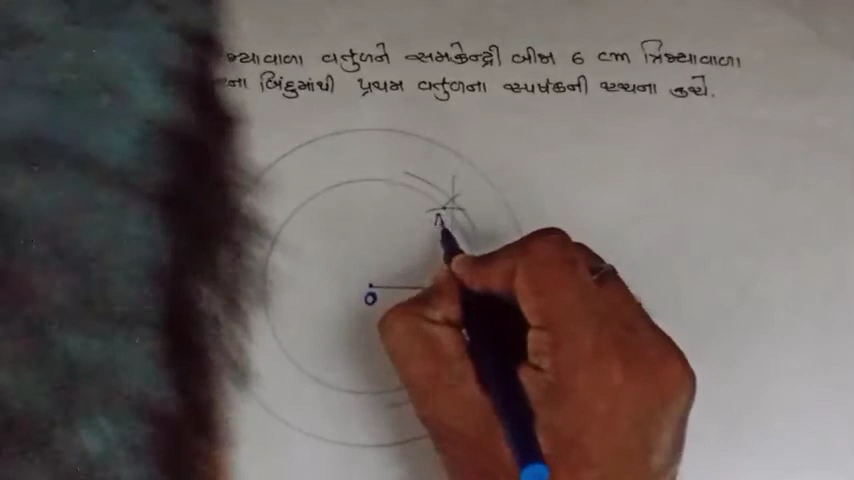 જ્યાવાળા વર્તુળને સમકેન્દ્રી બીજા 6 cm ત્રિજ્યાવાળા
ના બિંદુમાંથી પ્રથમ વર્તુળના સ્પર્શકની રચના કરો.
O